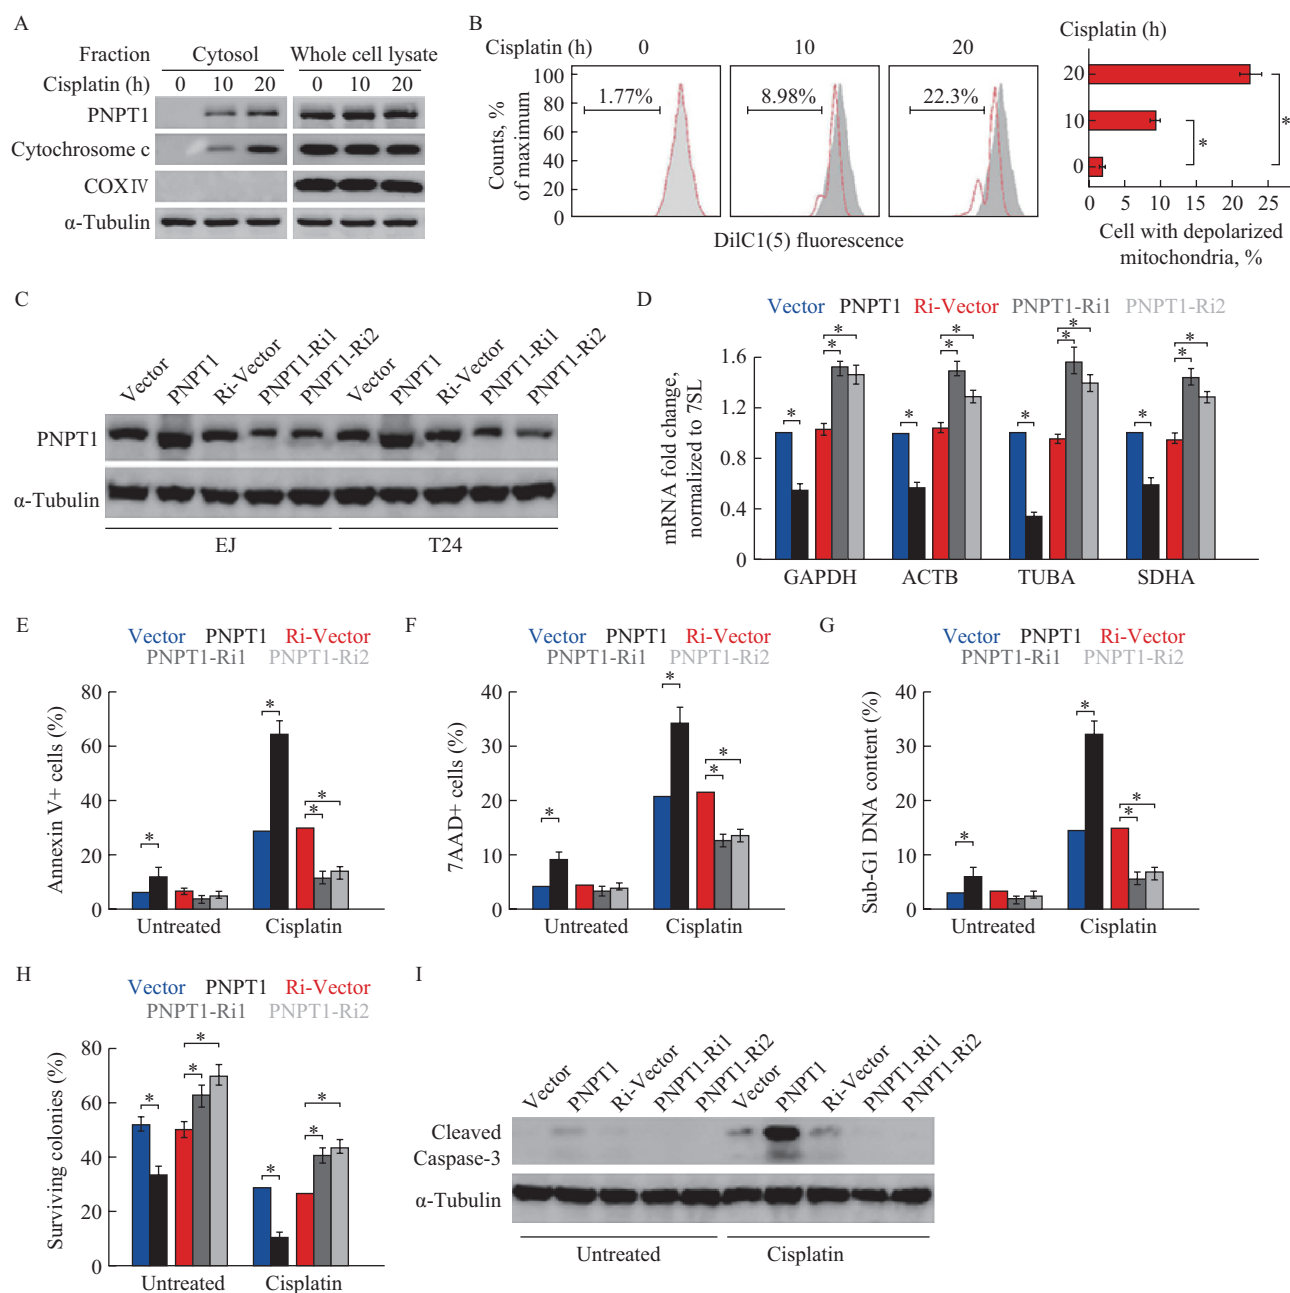 A
Fraction Cytosol Whole cell lysate
Cisplatin (h) 0 10 20 0 10 20
PNPT1
Cytochrome c
COX IV
α-Tubulin
B
Cisplatin (h) 0 10 20
Counts, %
of maximum
100
80
60
40
20
0
1.77%
8.98%
22.3%
DilC1(5) fluorescence
Cisplatin (h)
20
10
0
*
*
0 5 10 15 20 25
Cell with depolarized
mitochondria, %
C
Vector PNPT1 Ri-Vector PNPT1-Ri1 PNPT1-Ri2 Vector PNPT1 Ri-Vector PNPT1-Ri1 PNPT1-Ri2
PNPT1
α-Tubulin
EJ T24
D
Vector PNPT1 Ri-Vector PNPT1-Ri1 PNPT1-Ri2
mRNA fold change,
normalized to 7SL
1.6
1.2
0.8
0.4
0
* * * * * * * * * * * *
GAPDH ACTB TUBA SDHA
E
Vector PNPT1 Ri-Vector
PNPT1-Ri1 PNPT1-Ri2
Annexin V+ cells (%)
80
60
40
20
0
* * * *
Untreated Cisplatin
F
Vector PNPT1 Ri-Vector
PNPT1-Ri1 PNPT1-Ri2
7AAD+ cells (%)
40
30
20
10
0
* * * *
Untreated Cisplatin
G
Vector PNPT1 Ri-Vector
PNPT1-Ri1 PNPT1-Ri2
Sub-G1 DNA content (%)
40
30
20
10
0
* * * *
Untreated Cisplatin
H
Vector PNPT1 Ri-Vector
PNPT1-Ri1 PNPT1-Ri2
Surviving colonies (%)
80
60
40
20
0
* * * * * *
Untreated Cisplatin
I
Vector PNPT1 Ri-Vector PNPT1-Ri1 PNPT1-Ri2 Vector PNPT1 Ri-Vector PNPT1-Ri1 PNPT1-Ri2
Cleaved
Caspase-3
α-Tubulin
Untreated Cisplatin